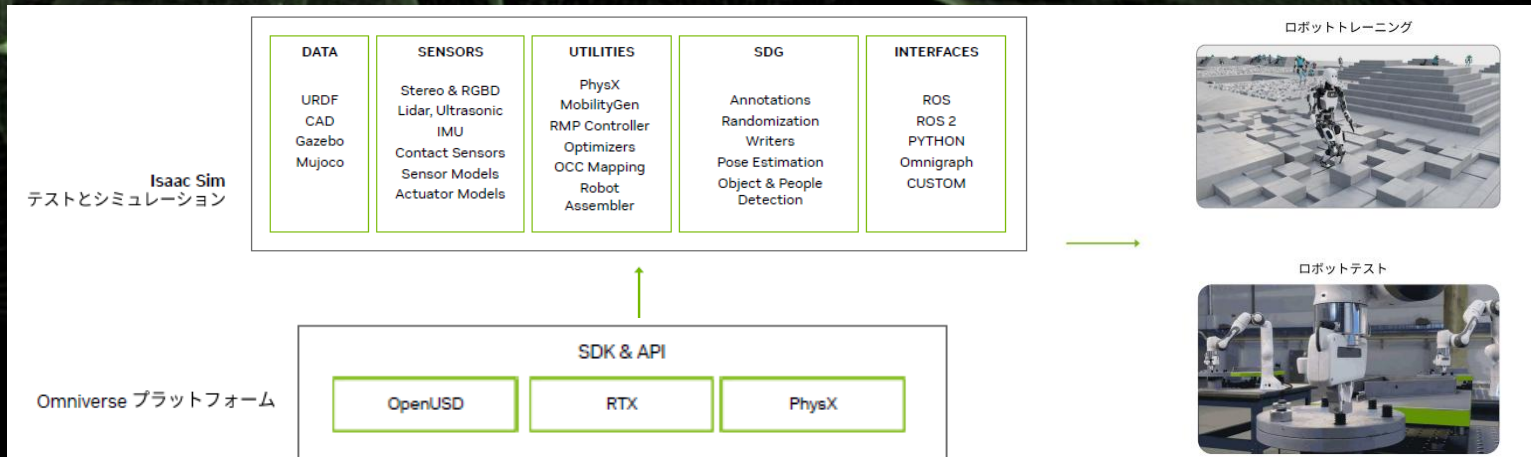 DATA
URDF
CAD
Gazebo
Mujoco
SENSORS
Stereo & RGBD
Lidar, Ultrasonic
IMU
Contact Sensors
Sensor Models
Actuator Models
UTILITIES
PhysX
MobilityGen
RMP Controller
Optimizers
OCC Mapping
Robot
Assembler
SDG
Annotations
Randomization
Writers
Pose Estimation
Object & People
Detection
INTERFACES
ROS
ROS 2
PYTHON
Omnigraph
CUSTOM
Isaac Sim
テストとシミュレーション
ロボットトレーニング
ロボットテスト
SDK & API
Omniverse プラットフォーム
OpenUSD
RTX
PhysX